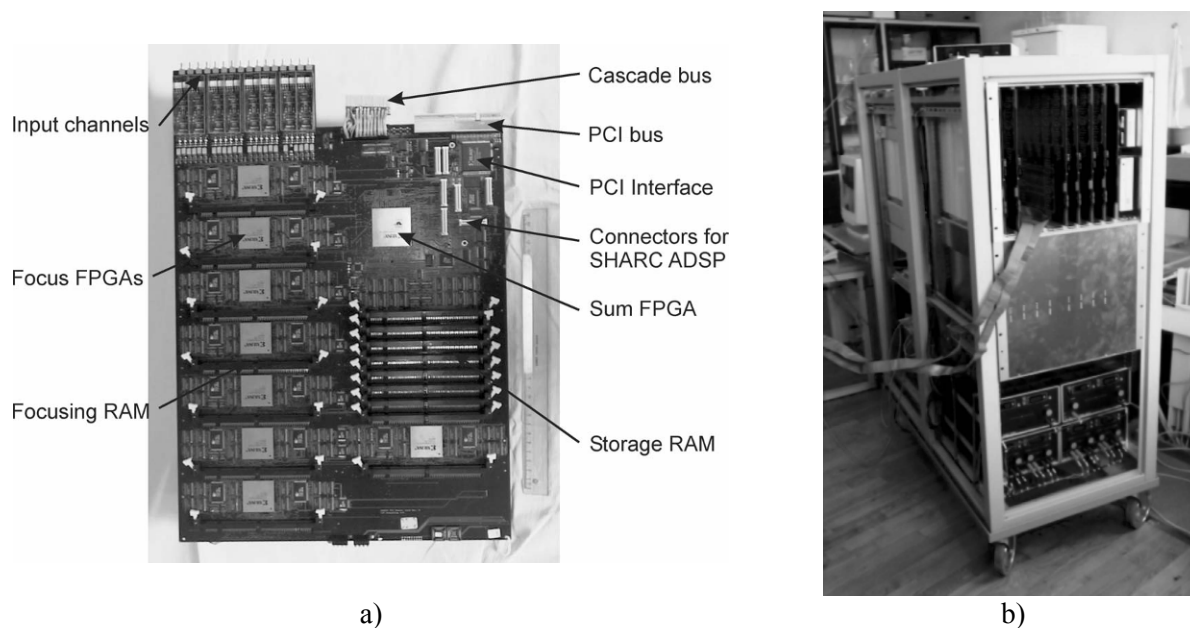 Input channels
Focus FPGAs
Focusing RAM
Cascade bus
PCI bus
PCI Interface
Connectors for
SHARC ADSP
Sum FPGA
Storage RAM
a)
b)